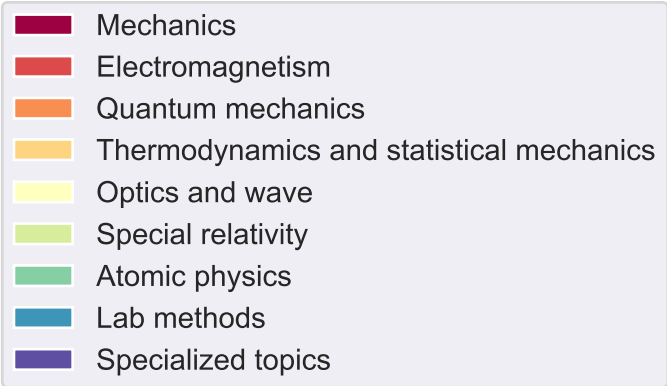 Mechanics
Electromagnetism
Quantum mechanics
Thermodynamics and statistical mechanics
Optics and wave
Special relativity
Atomic physics
Lab methods
Specialized topics